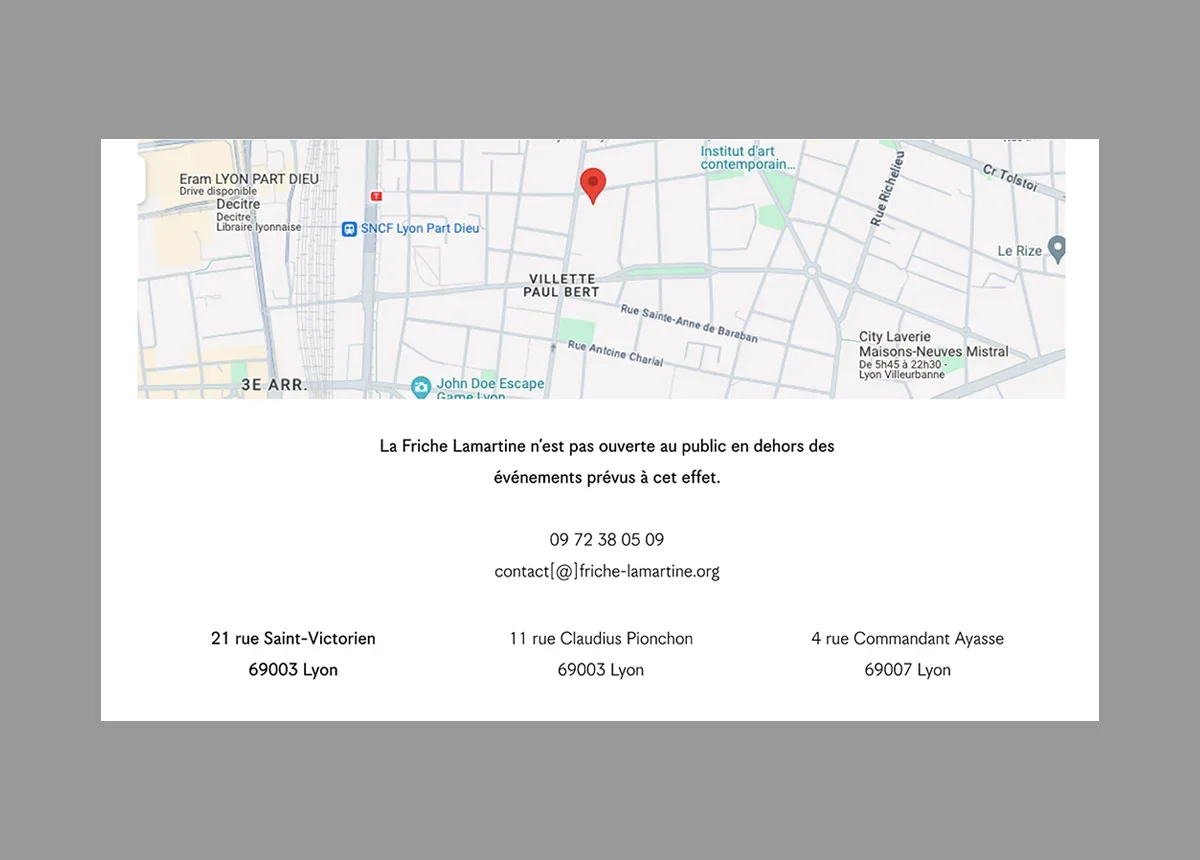 Institut d'art
contemporain...
Cr Tolstoi
Rue Richelieu
Eram LYON PART DIEU
Drive disponible
Decitre
Decitre,
Libraire lyonnaise
T
SNCF Lyon Part Dieu
Le Rize
VILLETTE
PAUL BERT
Rue Sainte-Anne de Baraban
Rue Antoine Charial
City Laverie
Maisons-Neuves Mistral
De 5h45 à 22h30 -
Lyon Villeurbanne
3E ARR.
John Doe Escape
Game Lyon
La Friche Lamartine n'est pas ouverte au public en dehors des
événements prévus à cet effet.
09 72 38 05 09
contact[@]friche-lamartine.org
21 rue Saint-Victorien
69003 Lyon
11 rue Claudius Pionchon
69003 Lyon
4 rue Commandant Ayasse
69007 Lyon